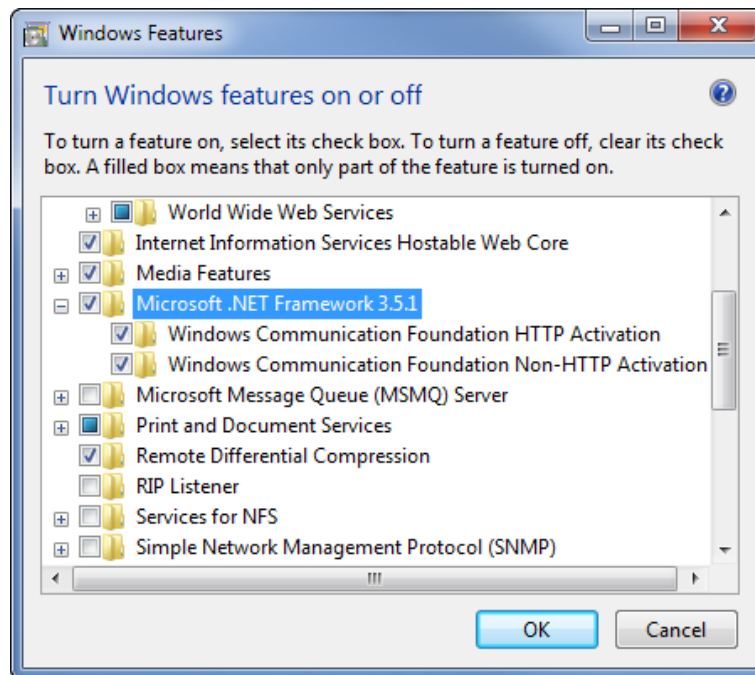 Windows Features
Turn Windows features on or off
To turn a feature on, select its check box. To turn a feature off, clear its check
box. A filled box means that only part of the feature is turned on.
World Wide Web Services
Internet Information Services Hostable Web Core
Media Features
Microsoft .NET Framework 3.5.1
Windows Communication Foundation HTTP Activation
Windows Communication Foundation Non-HTTP Activation
Microsoft Message Queue (MSMQ) Server
Print and Document Services
Remote Differential Compression
RIP Listener
Services for NFS
Simple Network Management Protocol (SNMP)
OK
Cancel